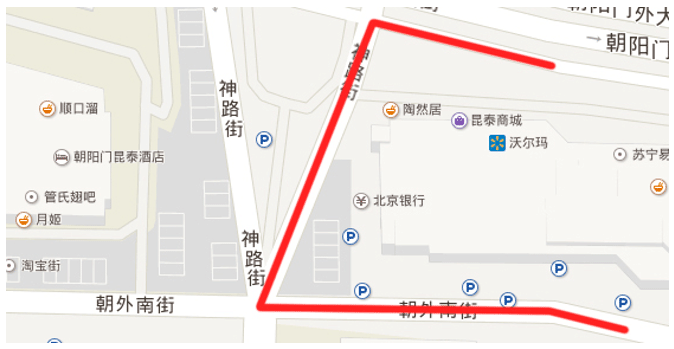 朝阳门外大
朝阳门
神路街
神路街
顺口溜
陶然居
昆泰商城
沃尔玛
朝阳门昆泰酒店
苏宁易
管氏翅吧
北京银行
月姬
神路街
淘宝街
朝外南街
朝外南街